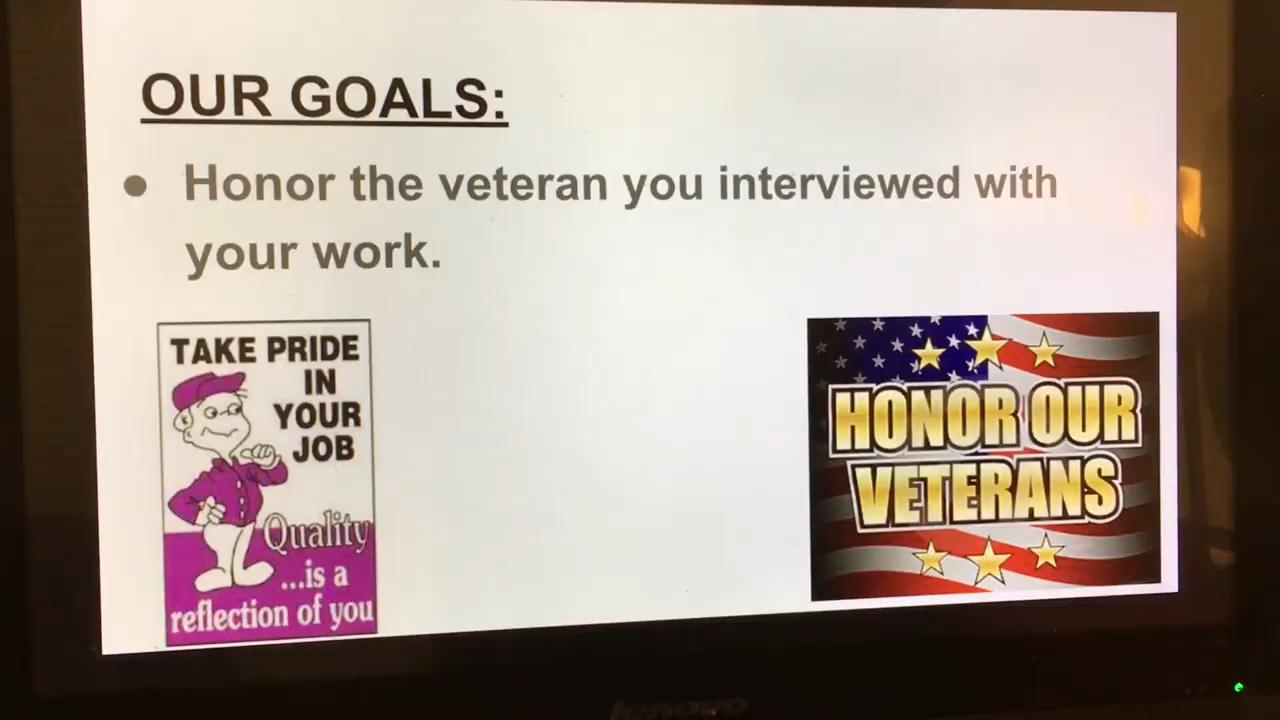 OUR GOALS:
● Honor the veteran you interviewed with
your work.
TAKE PRIDE
IN
YOUR
JOB
Quality
...is a
reflection of you
HONOR OUR
VETERANS
lenovo